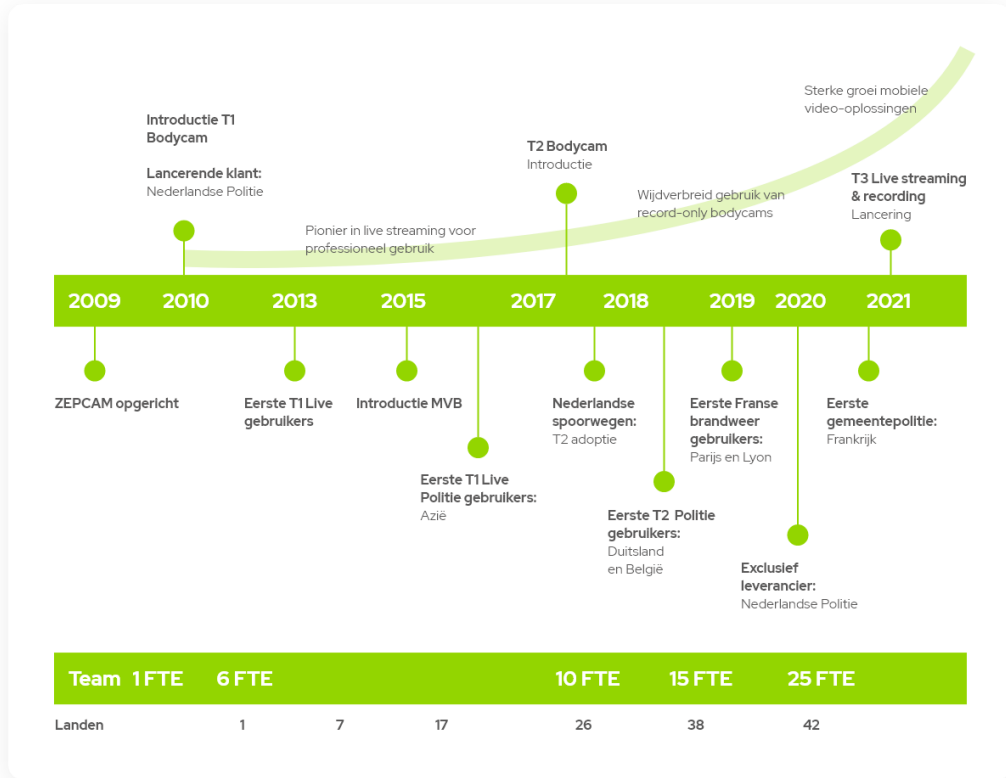 Sterke groei mobiele
video-oplossingen
Introductie T1
Bodycam
Lancerende klant:
Nederlandse Politie
T2 Bodycam
Introductie
T3 Live streaming
& recording
Lancering
Wijdverbreid gebruik van
record-only bodycams
Pionier in live streaming voor
professioneel gebruik
2009 2010 2013 2015 2017 2018 2019 2020 2021
ZEPCAM opgericht
Eerste T1 Live
gebruikers
Introductie MVB
Eerste T1 Live
Politie gebruikers:
Azië
Nederlandse
spoorwegen:
T2 adoptie
Eerste T2 Politie
gebruikers:
Duitsland
en België
Eerste Franse
brandweer
gebruikers:
Parijs en Lyon
Exclusief
leverancier:
Nederlandse Politie
Eerste
gemeentepolitie:
Frankrijk
Team 1 FTE 6 FTE 10 FTE 15 FTE 25 FTE
Landen 1 7 17 26 38 42